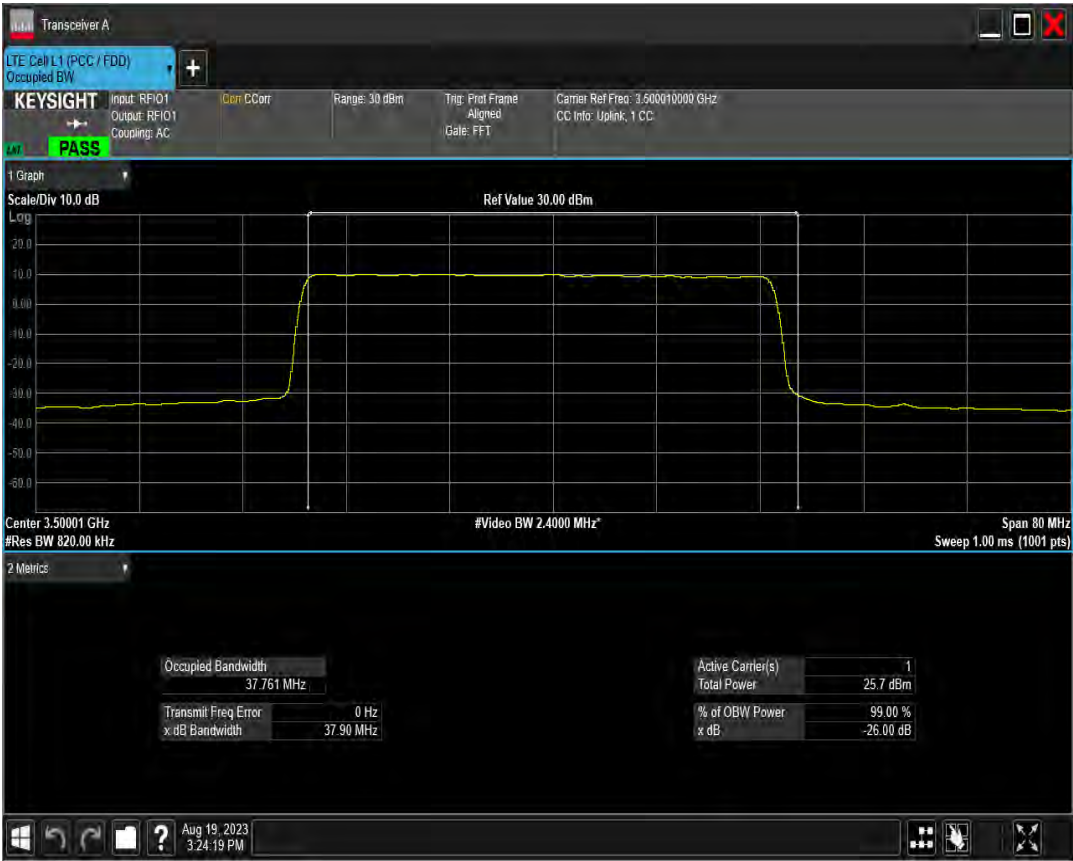 Transceiver A
LTE Cell L1 (PCC / FDD)
Occupied BW
+
KEYSIGHT
Input: RFIO1
Output: RFIO1
Coupling: AC
Corr CCorr
Range: 30 dBm
Trig: Prot Frame
Aligned
Gate: FFT
Carrier Ref Freq: 3.500010000 GHz
CC Info: Uplink, 1 CC
PASS
1 Graph
Scale/Div 10.0 dB
Ref Value 30.00 dBm
Log
20.0
10.0
0.00
-10.0
-20.0
-30.0
-40.0
-50.0
-60.0
Center 3.50001 GHz
#Video BW 2.4000 MHz*
Span 80 MHz
#Res BW 820.00 kHz
Sweep 1.00 ms (1001 pts)
2 Metrics
Occupied Bandwidth
37.761 MHz
Transmit Freq Error 0 Hz
x dB Bandwidth 37.90 MHz
Active Carrier(s) 1
Total Power 25.7 dBm
% of OBW Power 99.00 %
x dB -26.00 dB
?
Aug 19, 2023
3:24:19 PM